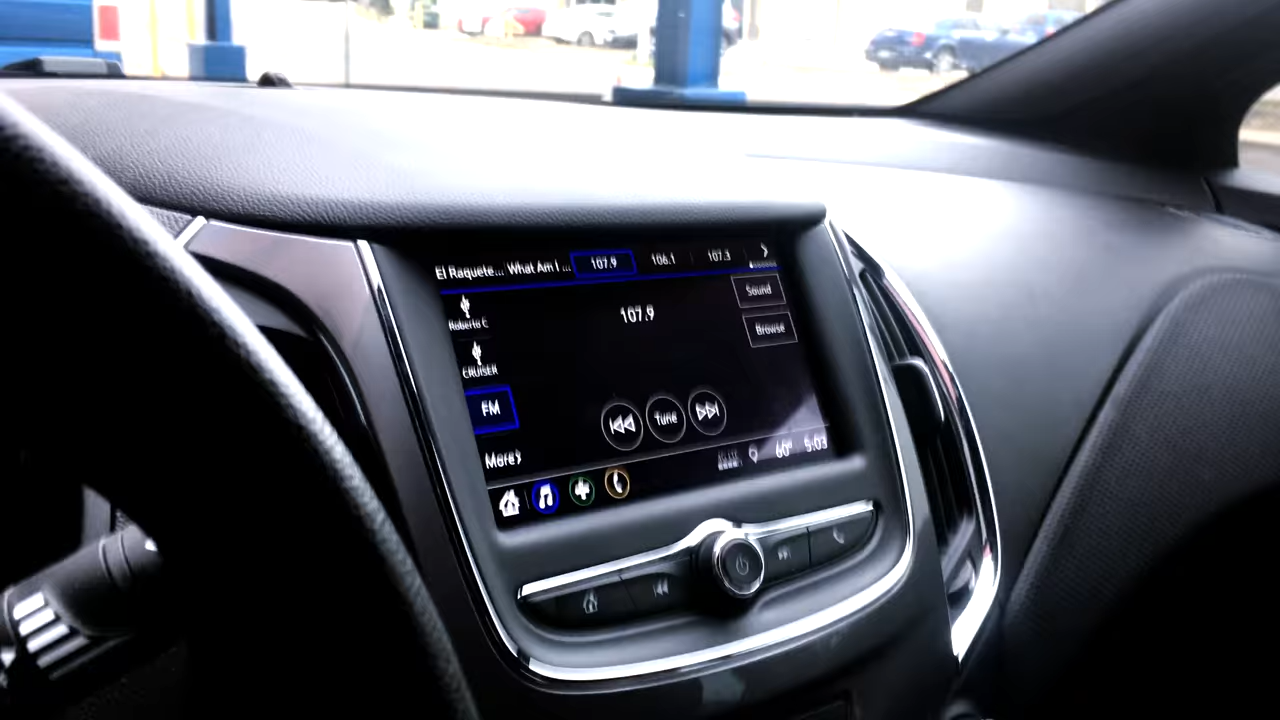 El Raquete... What Am I ... 107.9 106.1 107.3
Sound
Roberto C
107.9
Browse
CRUISER
FM
Tune
More
60° 5:03